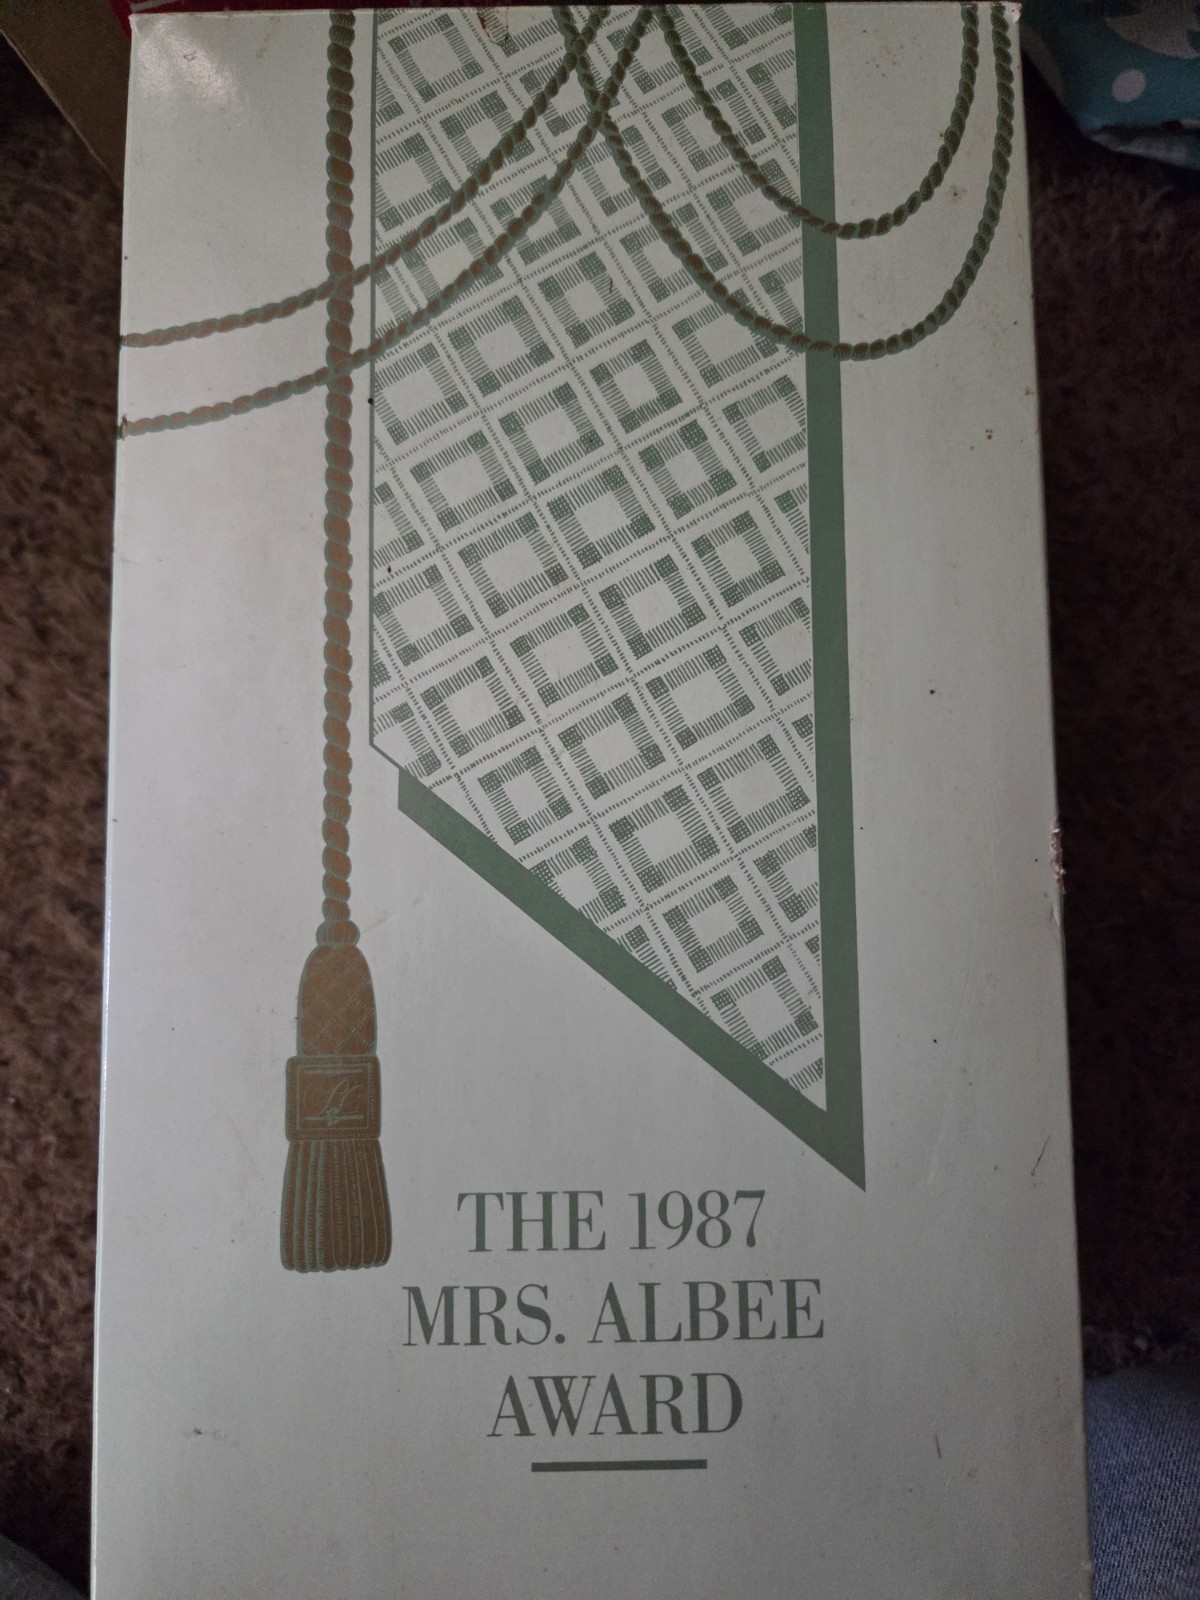 THE 1987
MRS. ALBEE
AWARD